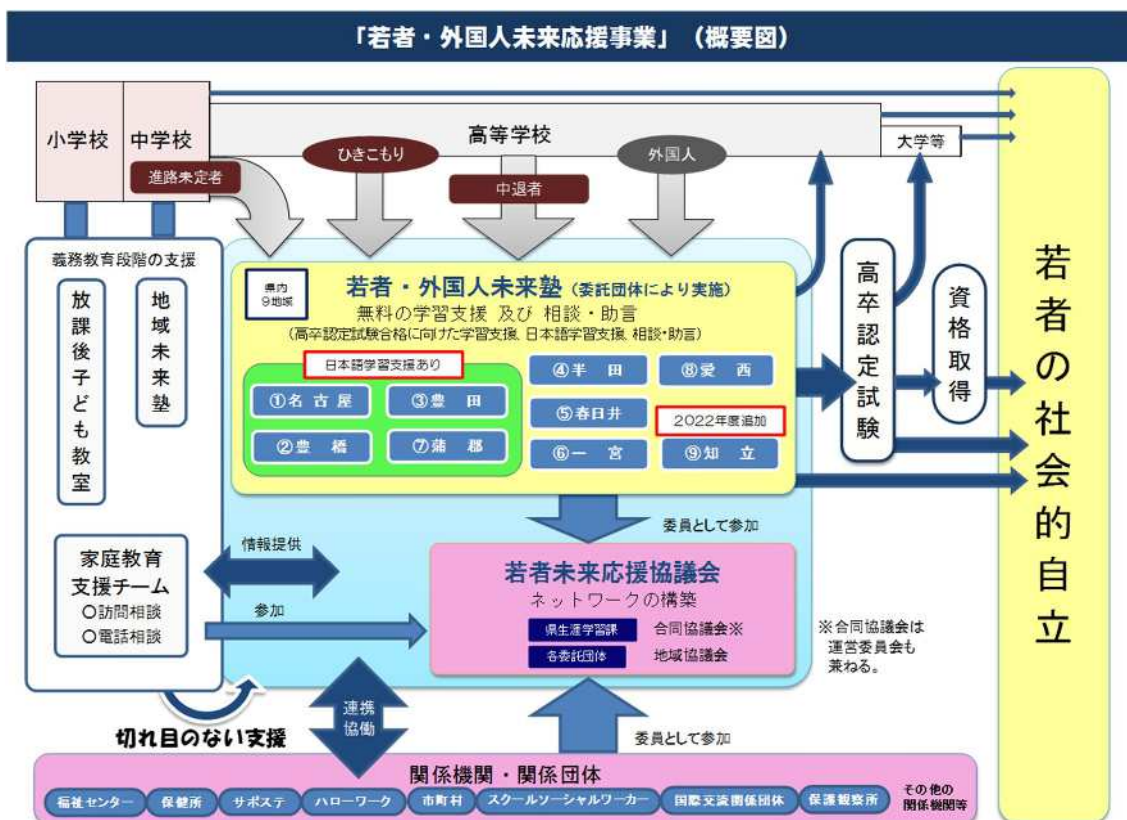 「若者・外国人未来応援事業」（概要図）
小学校
中学校
高等学校
大学等
進路未定者
ひきこもり
中退者
外国人
義務教育段階の支援
放課後子ども教室
地域未来塾
県内
９地域
若者・外国人未来塾（委託団体により実施）
無料の学習支援 及び 相談・助言
(高卒認定試験合格に向けた学習支援、日本語学習支援、相談・助言)
日本語学習支援あり
①名古屋
③豊田
②豊橋
⑦蒲郡
④半田
⑧愛西
⑤春日井
2022年度追加
⑥一宮
⑨知立
高卒認定試験
資格取得
若者の社会的自立
委員として参加
家庭教育
支援チーム
〇訪問相談
〇電話相談
情報提供
参加
若者未来応援協議会
ネットワークの構築
県生涯学習課 合同協議会※
各委託団体 地域協議会
※合同協議会は
運営委員会も
兼ねる。
切れ目のない支援
連携
協働
委員として参加
関係機関・関係団体
福祉センター
保健所
サポステ
ハローワーク
市町村
スクールソーシャルワーカー
国際交流関係団体
保護観察所
その他の
関係機関等